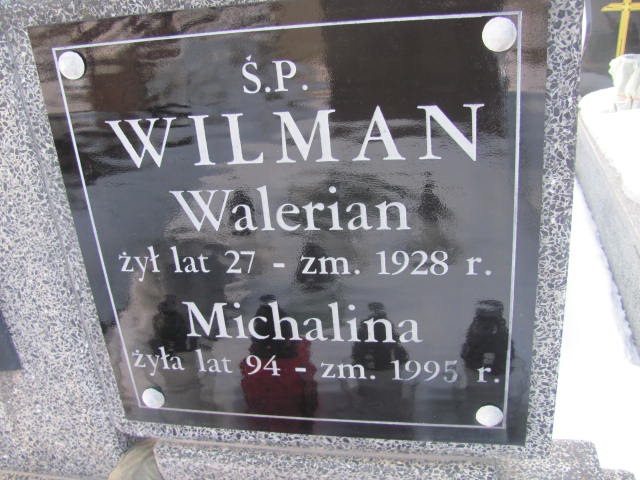 Ś.P.
WILMAN
Walerian
żył lat 27 - zm. 1928 r.
Michalina
żyła lat 94 - zm. 1995 r.